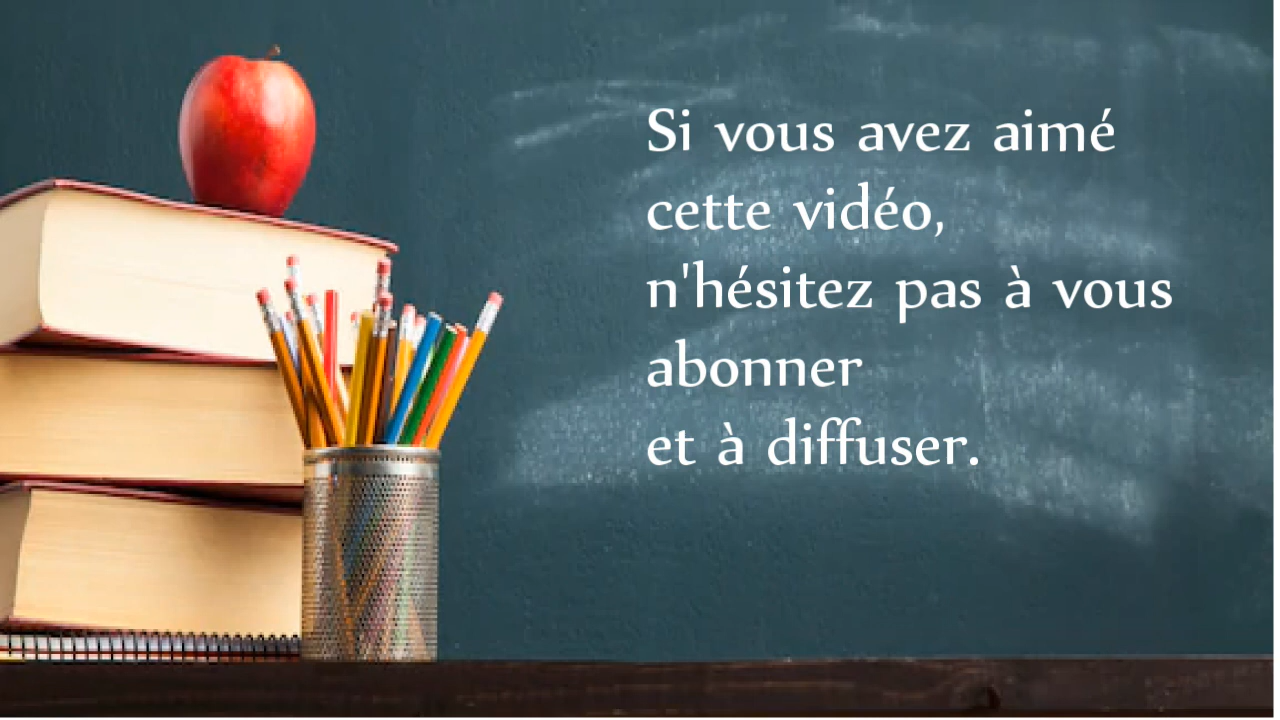 Si vous avez aimé
cette vidéo,
n'hésitez pas à vous
abonner
et à diffuser.